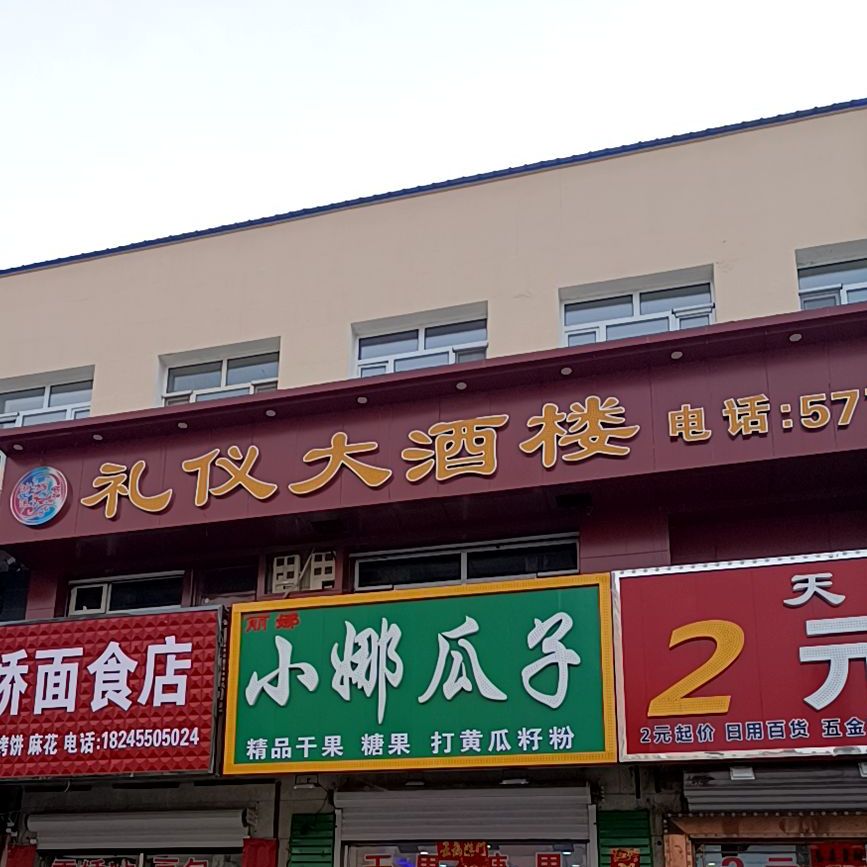 礼仪大酒楼 电话:577
桥面食店
烤饼 麻花 电话:18245505024
丽娜
小娜瓜子
精品干果 糖果 打黄瓜籽粉
天
2元
2元起价 日用百货 五金